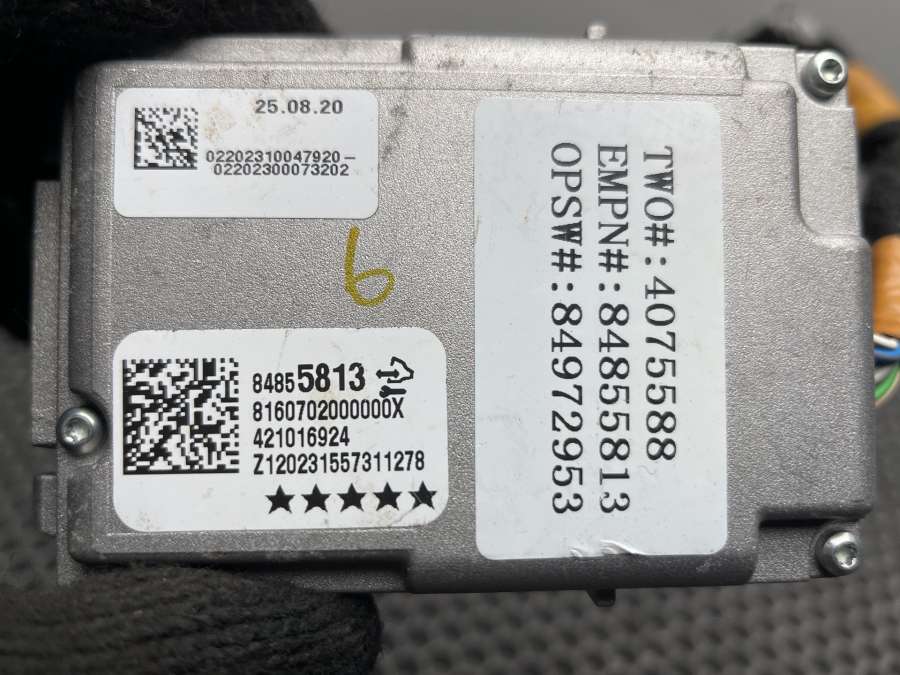 25.08.20
02202310047920-
02202300073202
6
84855813
8160702000000X
421016924
Z120231557311278
★★★★★
TWO#:4075588
EMPN#:84855813
OPSW#:84972953